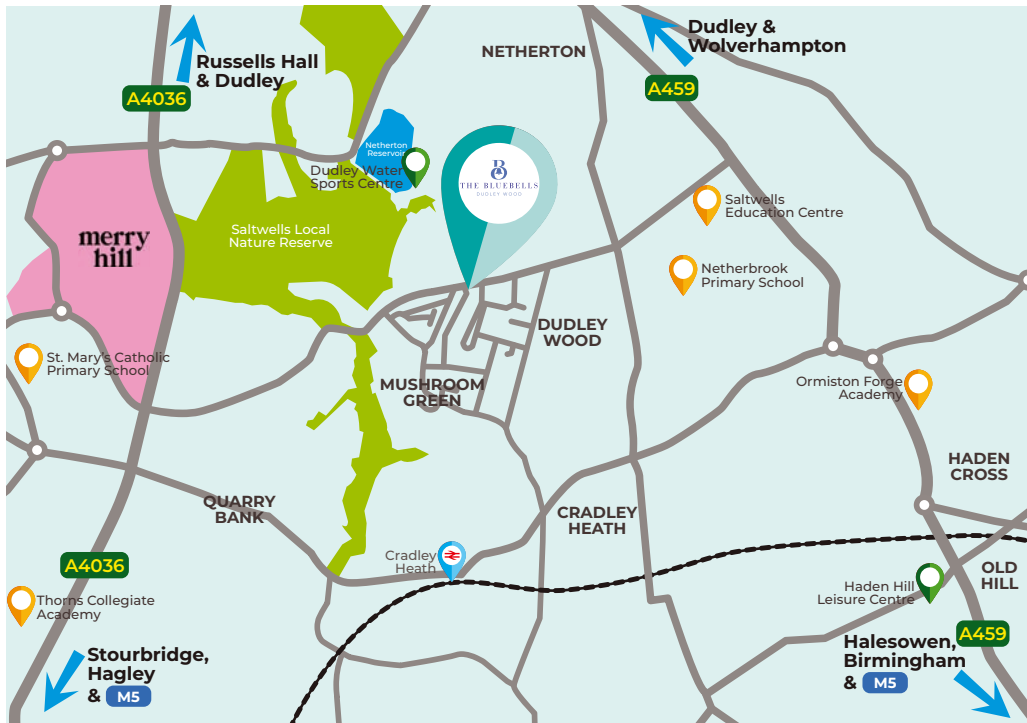 NETHERTON
Dudley &
Wolverhampton
Russells Hall
& Dudley
A4036
A459
Netherton
Reservoir
Dudley Water
Sports Centre
B
THE BLUEBELLS
DUDLEY WOOD
Saltwells
Education Centre
Saltwells Local
Nature Reserve
merry
hill
Netherbrook
Primary School
DUDLEY
WOOD
St. Mary's Catholic
Primary School
MUSHROOM
GREEN
Ormiston Forge
Academy
HADEN
CROSS
QUARRY
BANK
CRADLEY
HEATH
Cradley
Heath
A4036
OLD
HILL
Haden Hill
Leisure Centre
Thorns Collegiate
Academy
A459
Stourbridge,
Hagley
& M5
Halesowen,
Birmingham
& M5